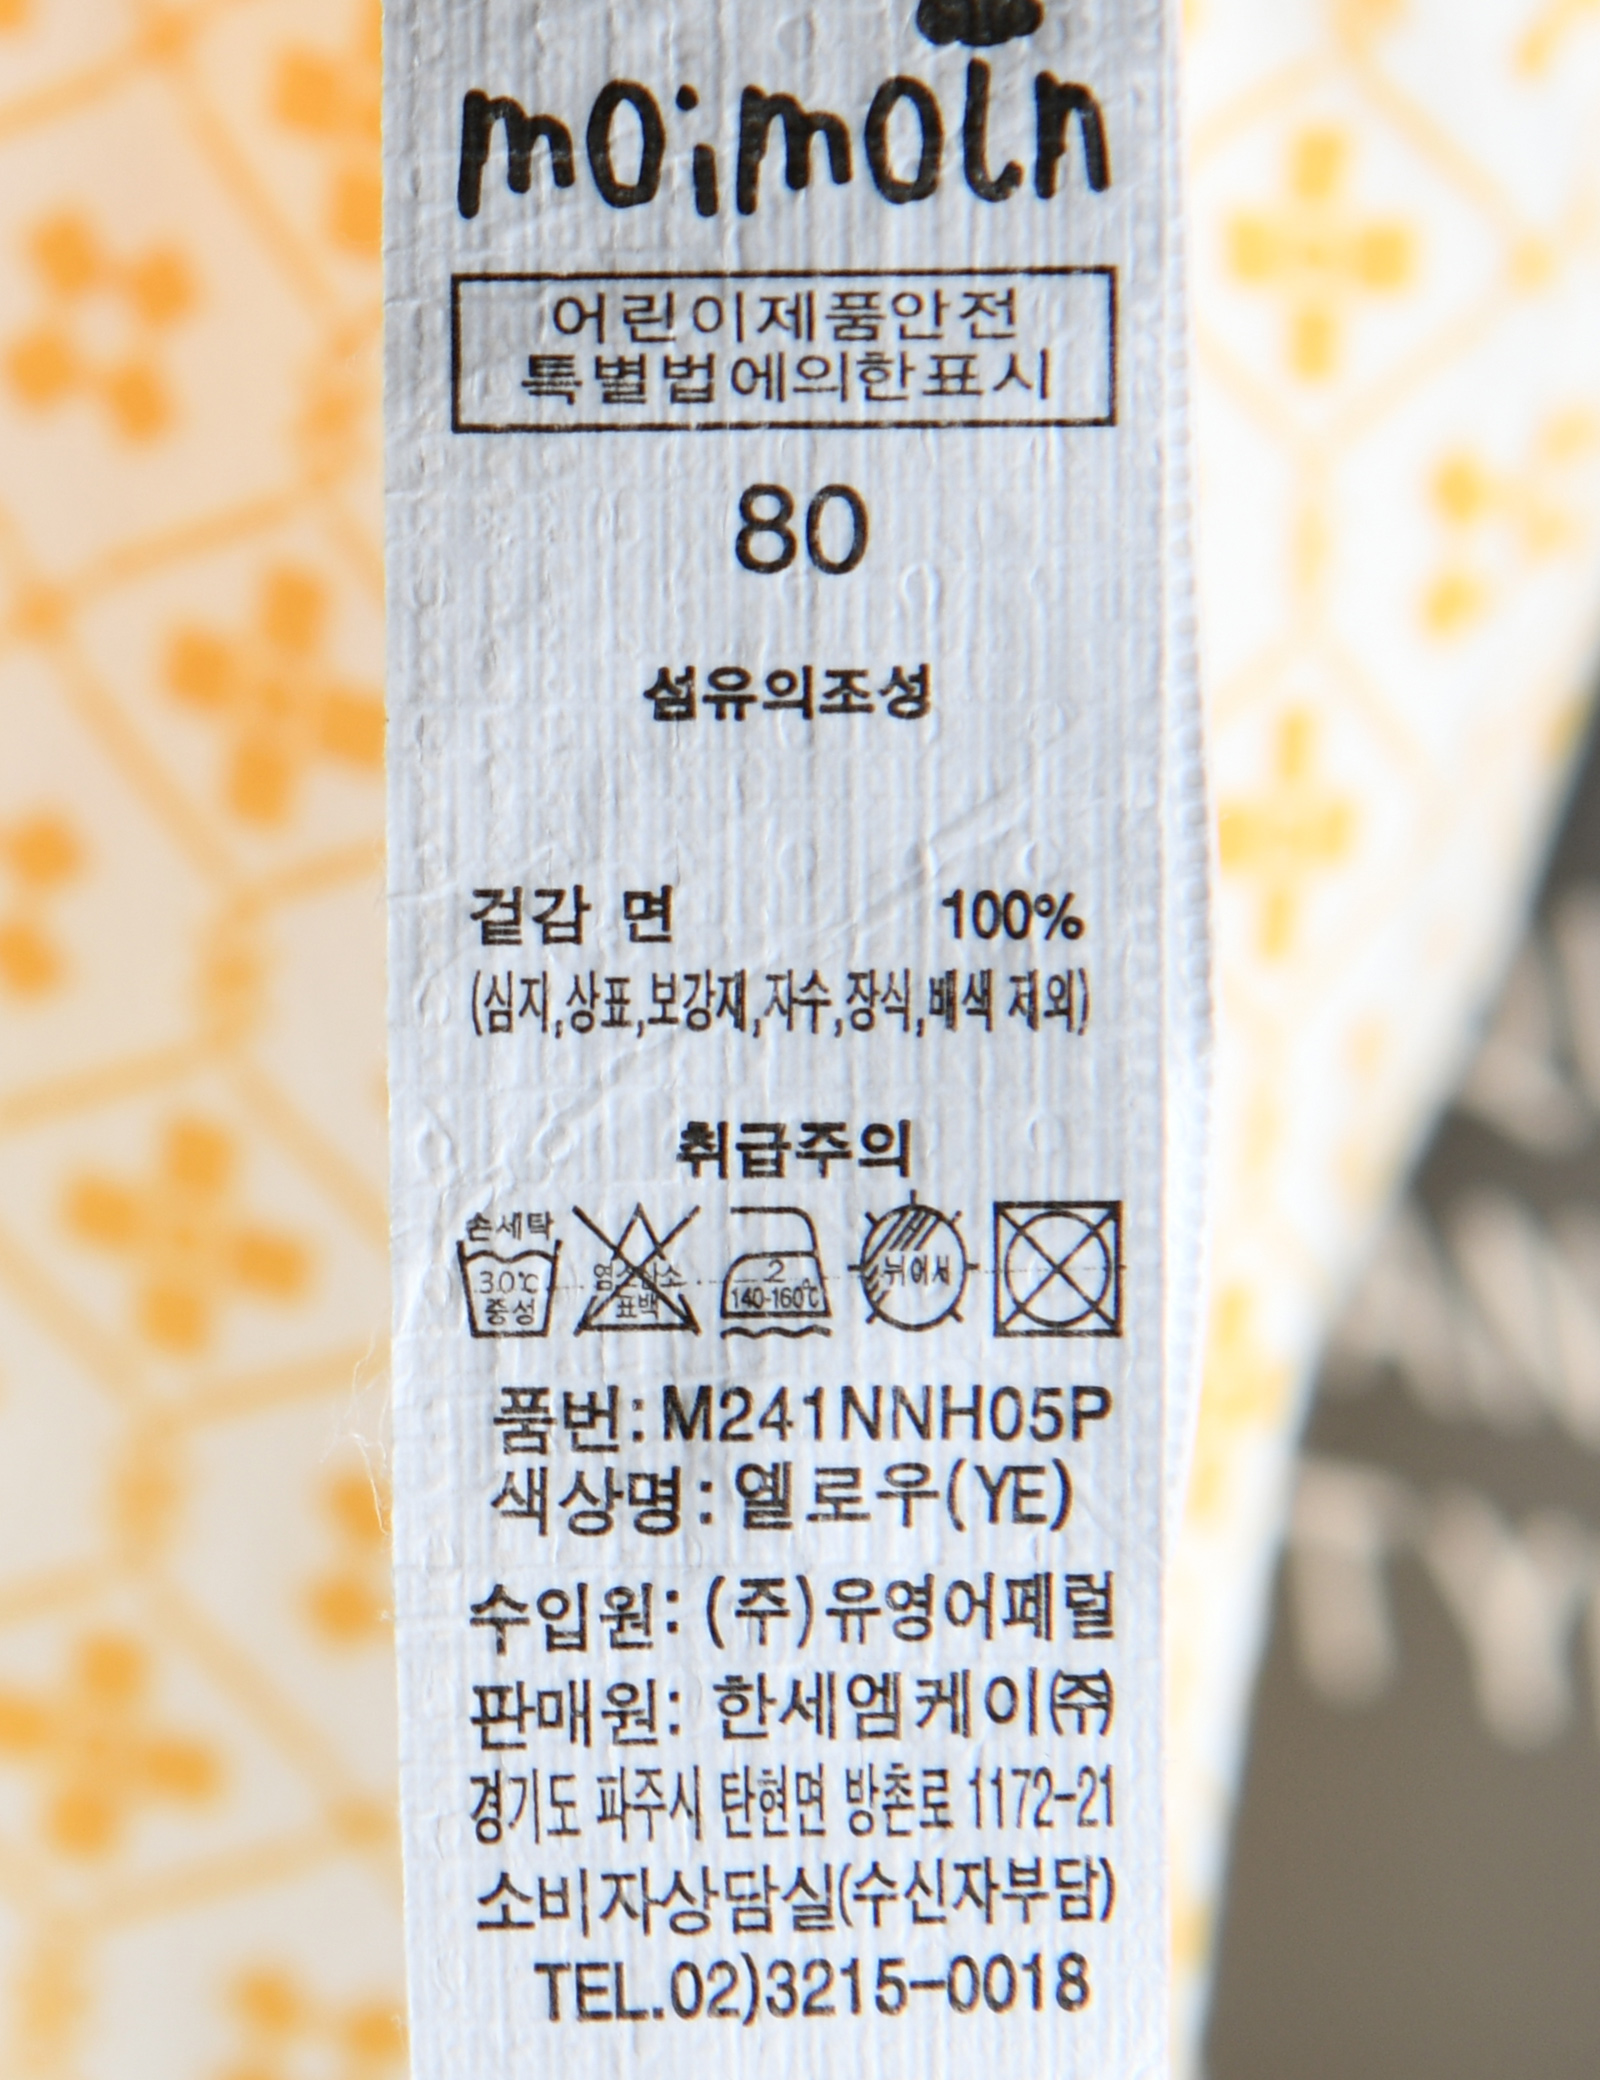 moimoln
어린이제품안전
특별법에의한표시
80
섬유의조성
겉감 면 100%
(심지,상표,보강재,자수,장식,배색 제외)
취급주의
손세탁
30℃
중성
염소산소
표백
2
140-160℃
뉘어서
품번: M241NNH05P
색상명: 옐로우(YE)
수입원: (주)유영어페럴
판매원: 한세엠케이㈜
경기도 파주시 탄현면 방촌로 1172-21
소비자상담실(수신자부담)
TEL.02)3215-0018